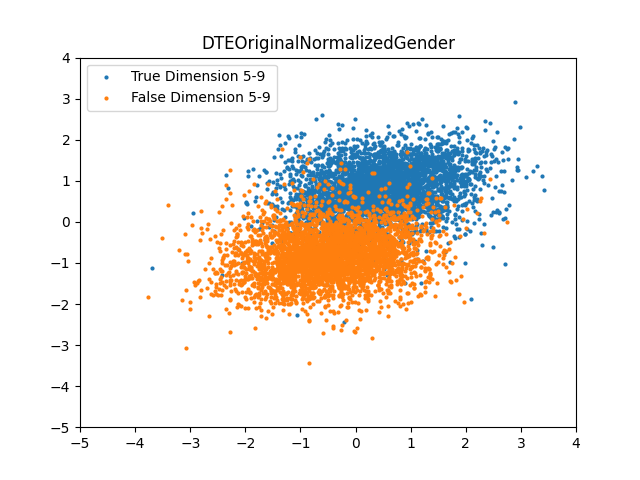 DTEOriginalNormalizedGender
True Dimension 5-9
False Dimension 5-9
4
3
2
1
0
−1
−2
−3
−4
−5
−5 −4 −3 −2 −1 0 1 2 3 4